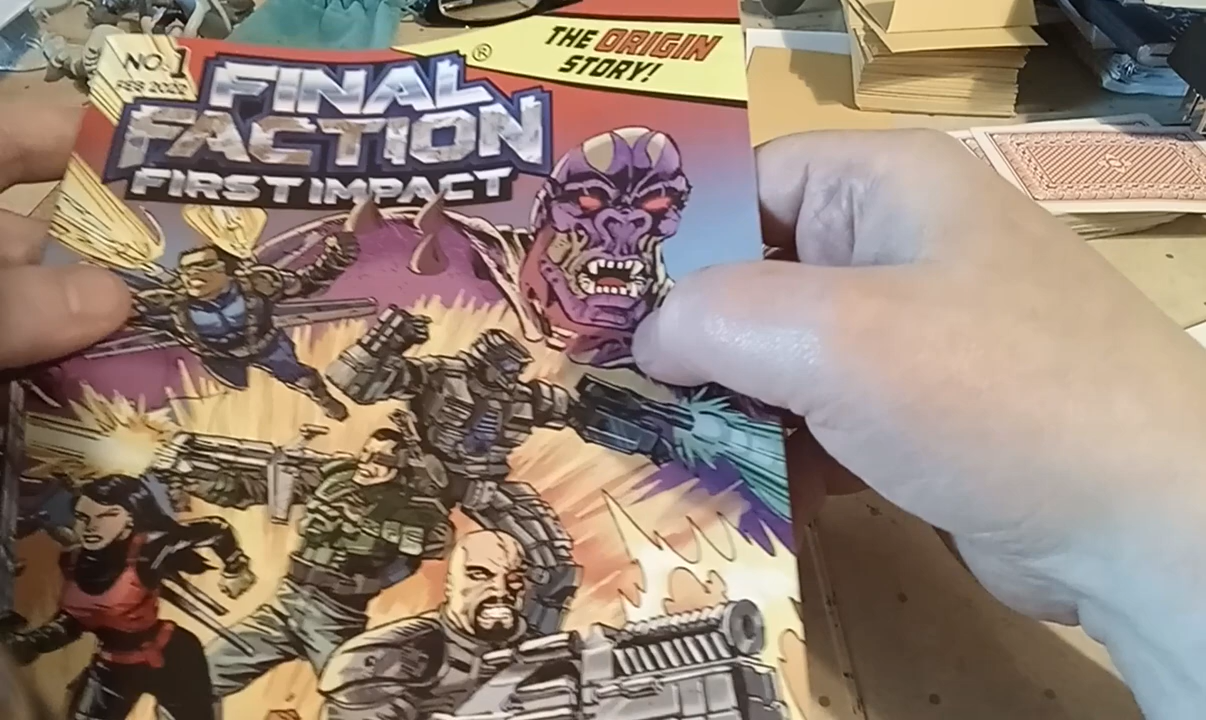 NO. 1
FEB 2022
FINAL
FACTION
®
FIRST IMPACT
THE ORIGIN
STORY!